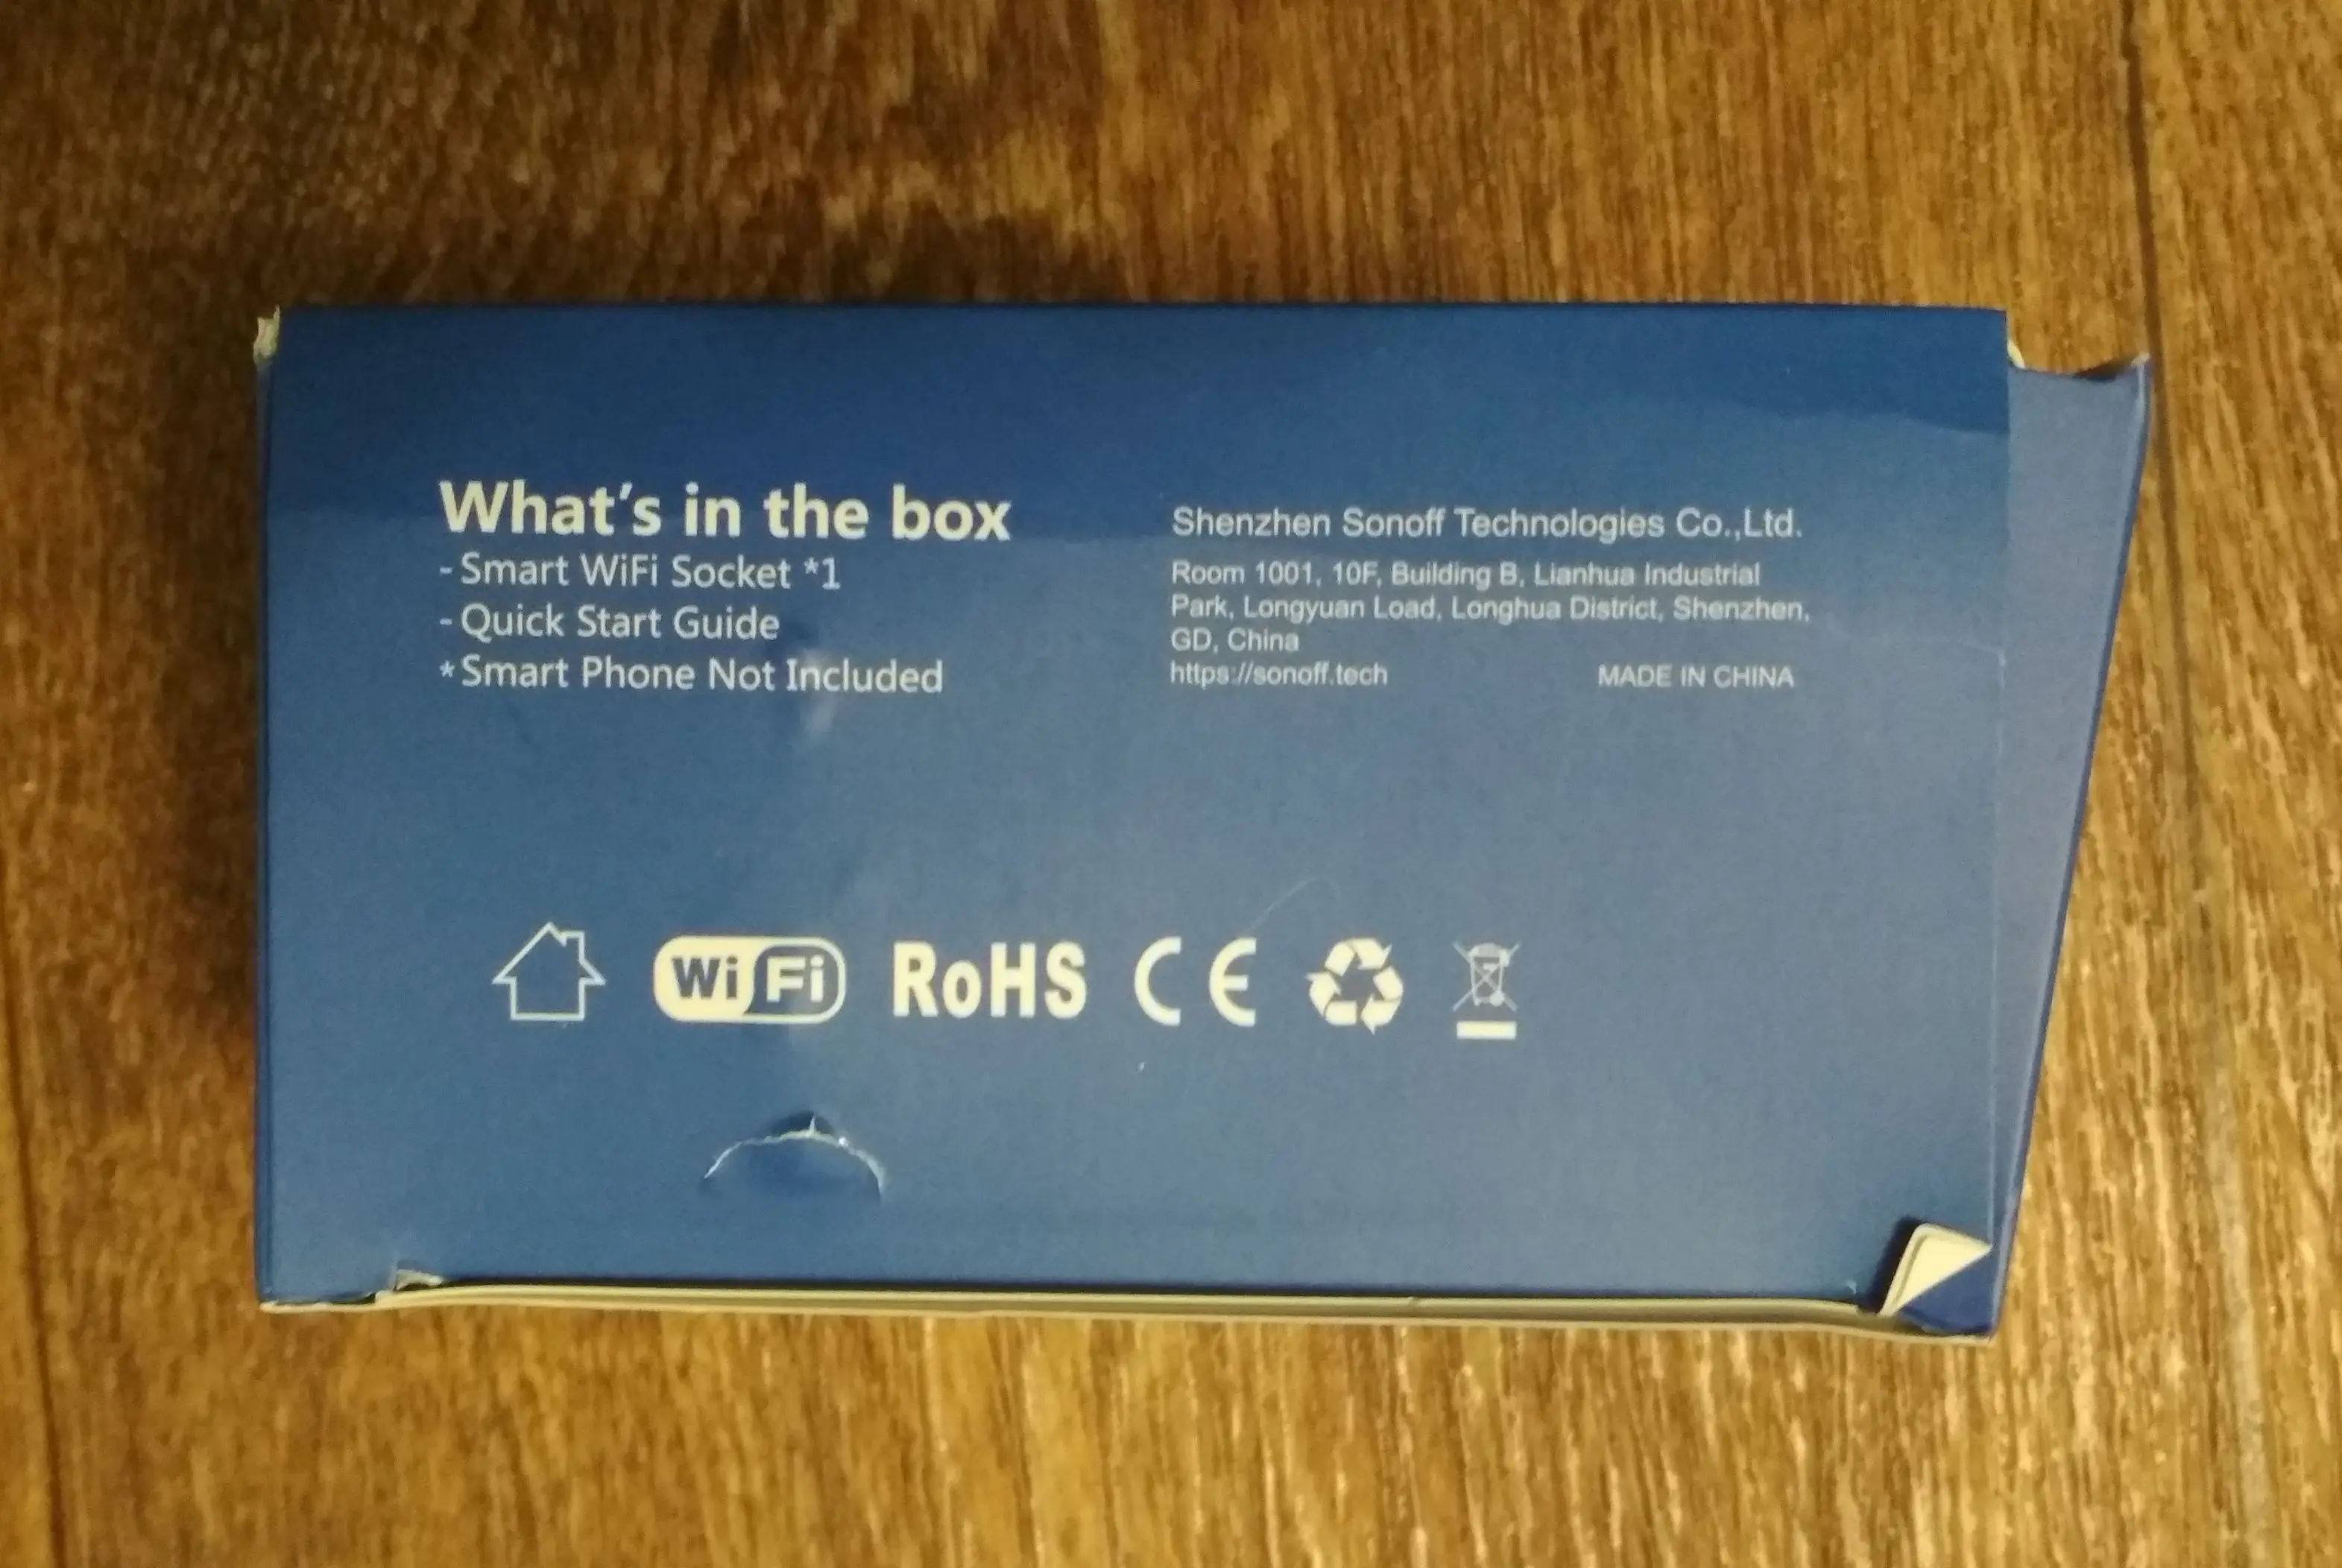 What's in the box
- Smart WiFi Socket *1
- Quick Start Guide
* Smart Phone Not Included
Shenzhen Sonoff Technologies Co.,Ltd.
Room 1001, 10F, Building B, Lianhua Industrial
Park, Longyuan Load, Longhua District, Shenzhen,
GD, China
https://sonoff.tech MADE IN CHINA
WiFi RoHS CE